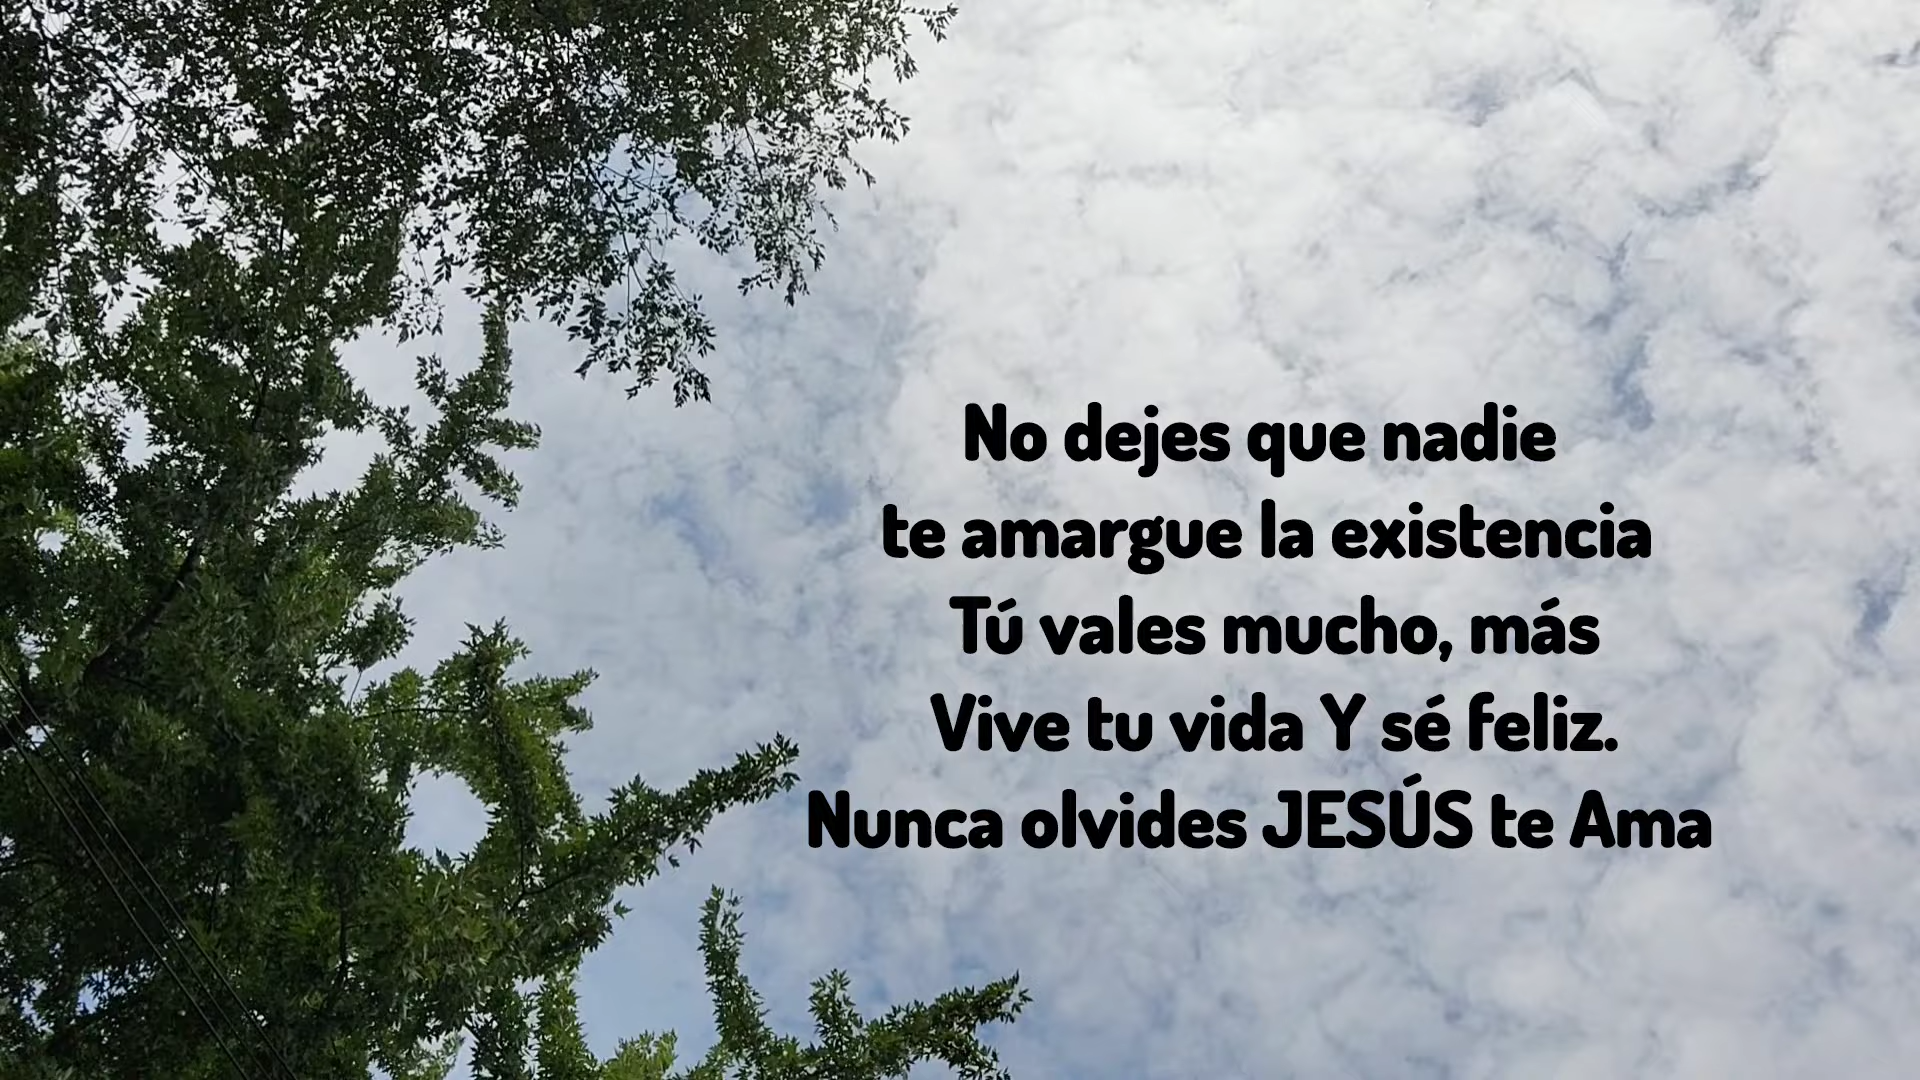 No dejes que nadie
te amargue la existencia
Tú vales mucho, más
Vive tu vida Y sé feliz.
Nunca olvides JESÚS te Ama